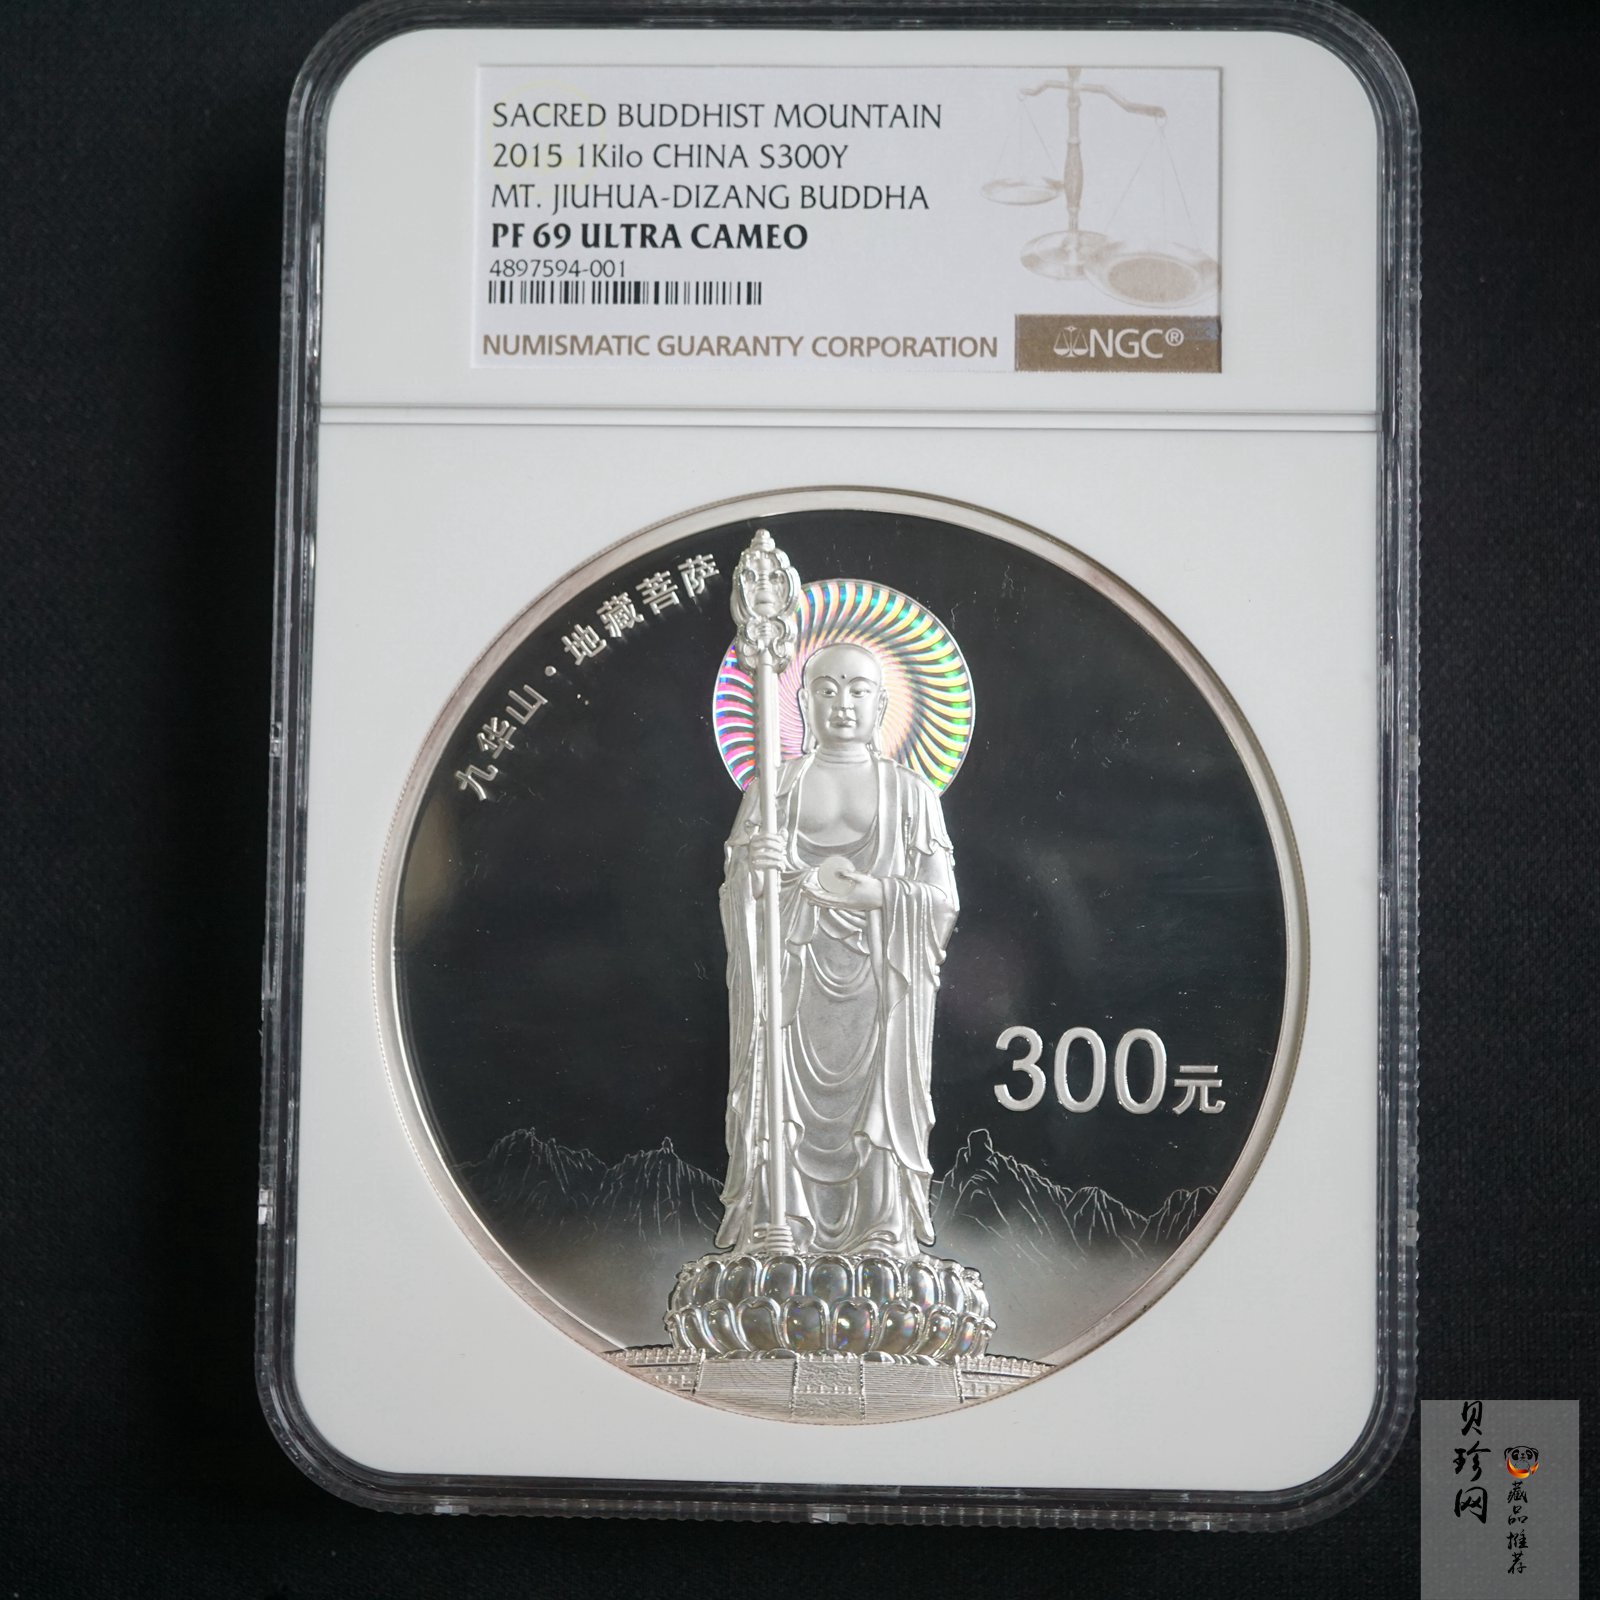 SACRED BUDDHIST MOUNTAIN
2015 1Kilo CHINA S300Y
MT. JIUHUA-DIZANG BUDDHA
PF 69 ULTRA CAMEO
4897594-001
NUMISMATIC GUARANTY CORPORATION
NGC®
九华山·地藏菩萨
300元
贝珍网
藏品推荐